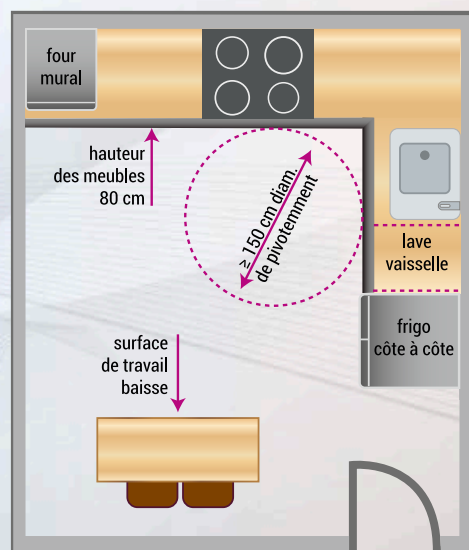 four
mural
hauteur
des meubles
80 cm
≥ 150 cm diam.
de pivotemment
lave
vaisselle
frigo
côte à côte
surface
de travail
baisse